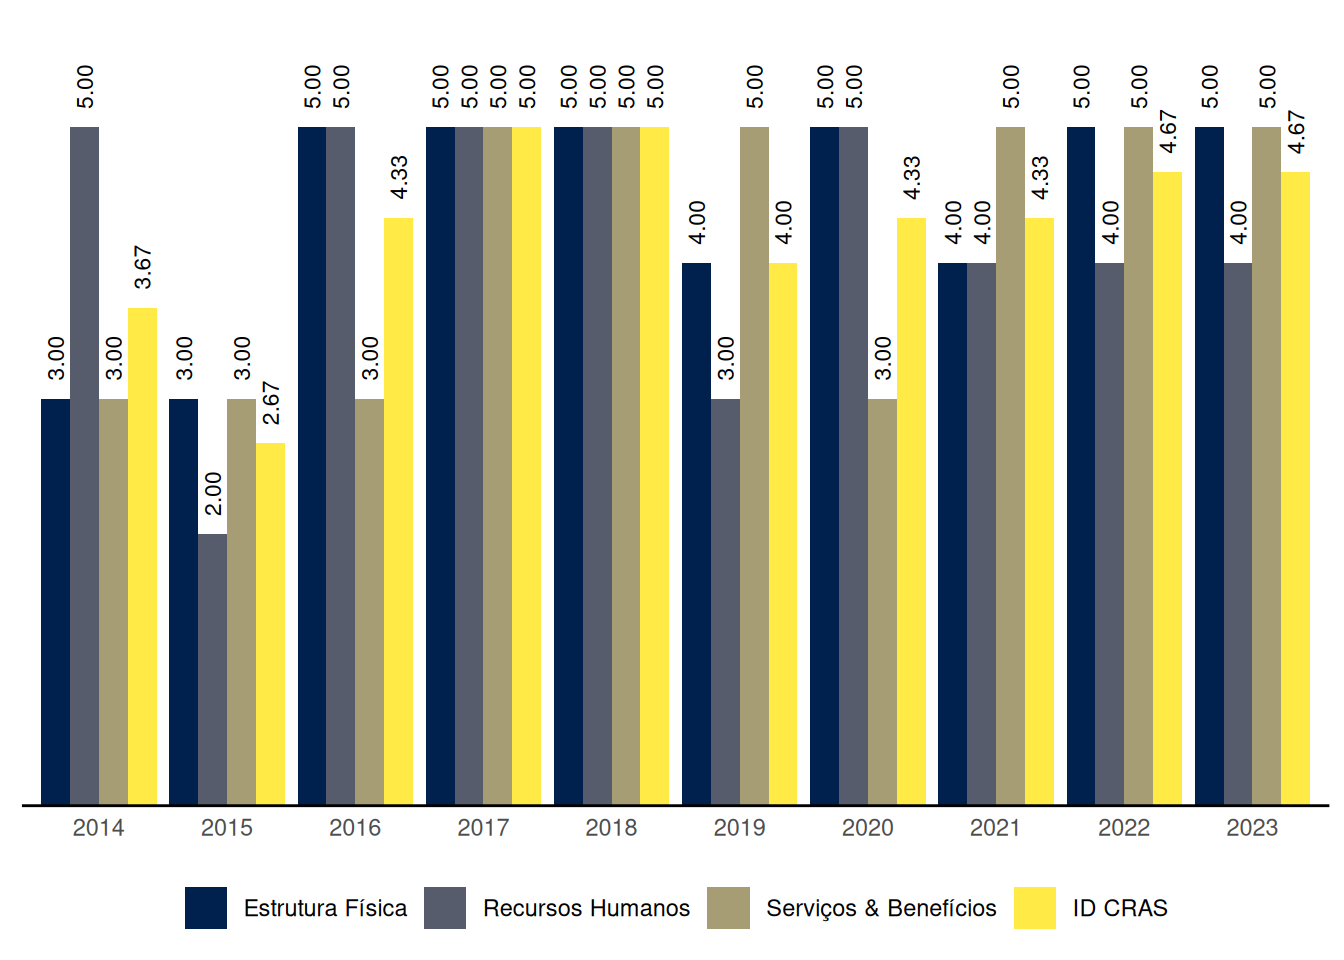 5.00 5.00 5.00 5.00 5.00 5.00 5.00 5.00 5.00 5.00 5.00 5.00 5.00 5.00 5.00 5.00 5.00 5.00 5.00
4.67 4.67
4.33 4.33 4.33
4.00 4.00 4.00 4.00 4.00 4.00
3.67
3.00 3.00 3.00 3.00 3.00 3.00 3.00
2.67
2.00
2014 2015 2016 2017 2018 2019 2020 2021 2022 2023
Estrutura Física Recursos Humanos Serviços & Benefícios ID CRAS